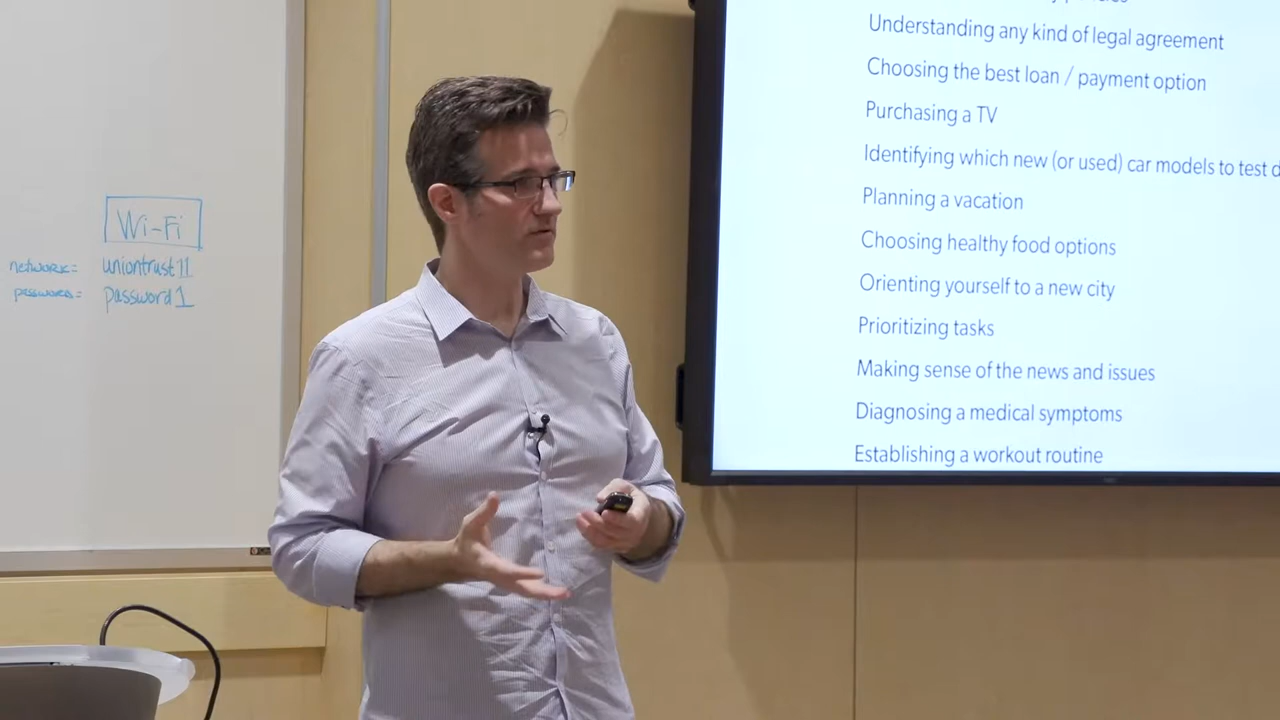 Wi-Fi
network= uniontrust11
password= password1
Understanding any kind of legal agreement
Choosing the best loan / payment option
Purchasing a TV
Identifying which new (or used) car models to test
Planning a vacation
Choosing healthy food options
Orienting yourself to a new city
Prioritizing tasks
Making sense of the news and issues
Diagnosing a medical symptoms
Establishing a workout routine